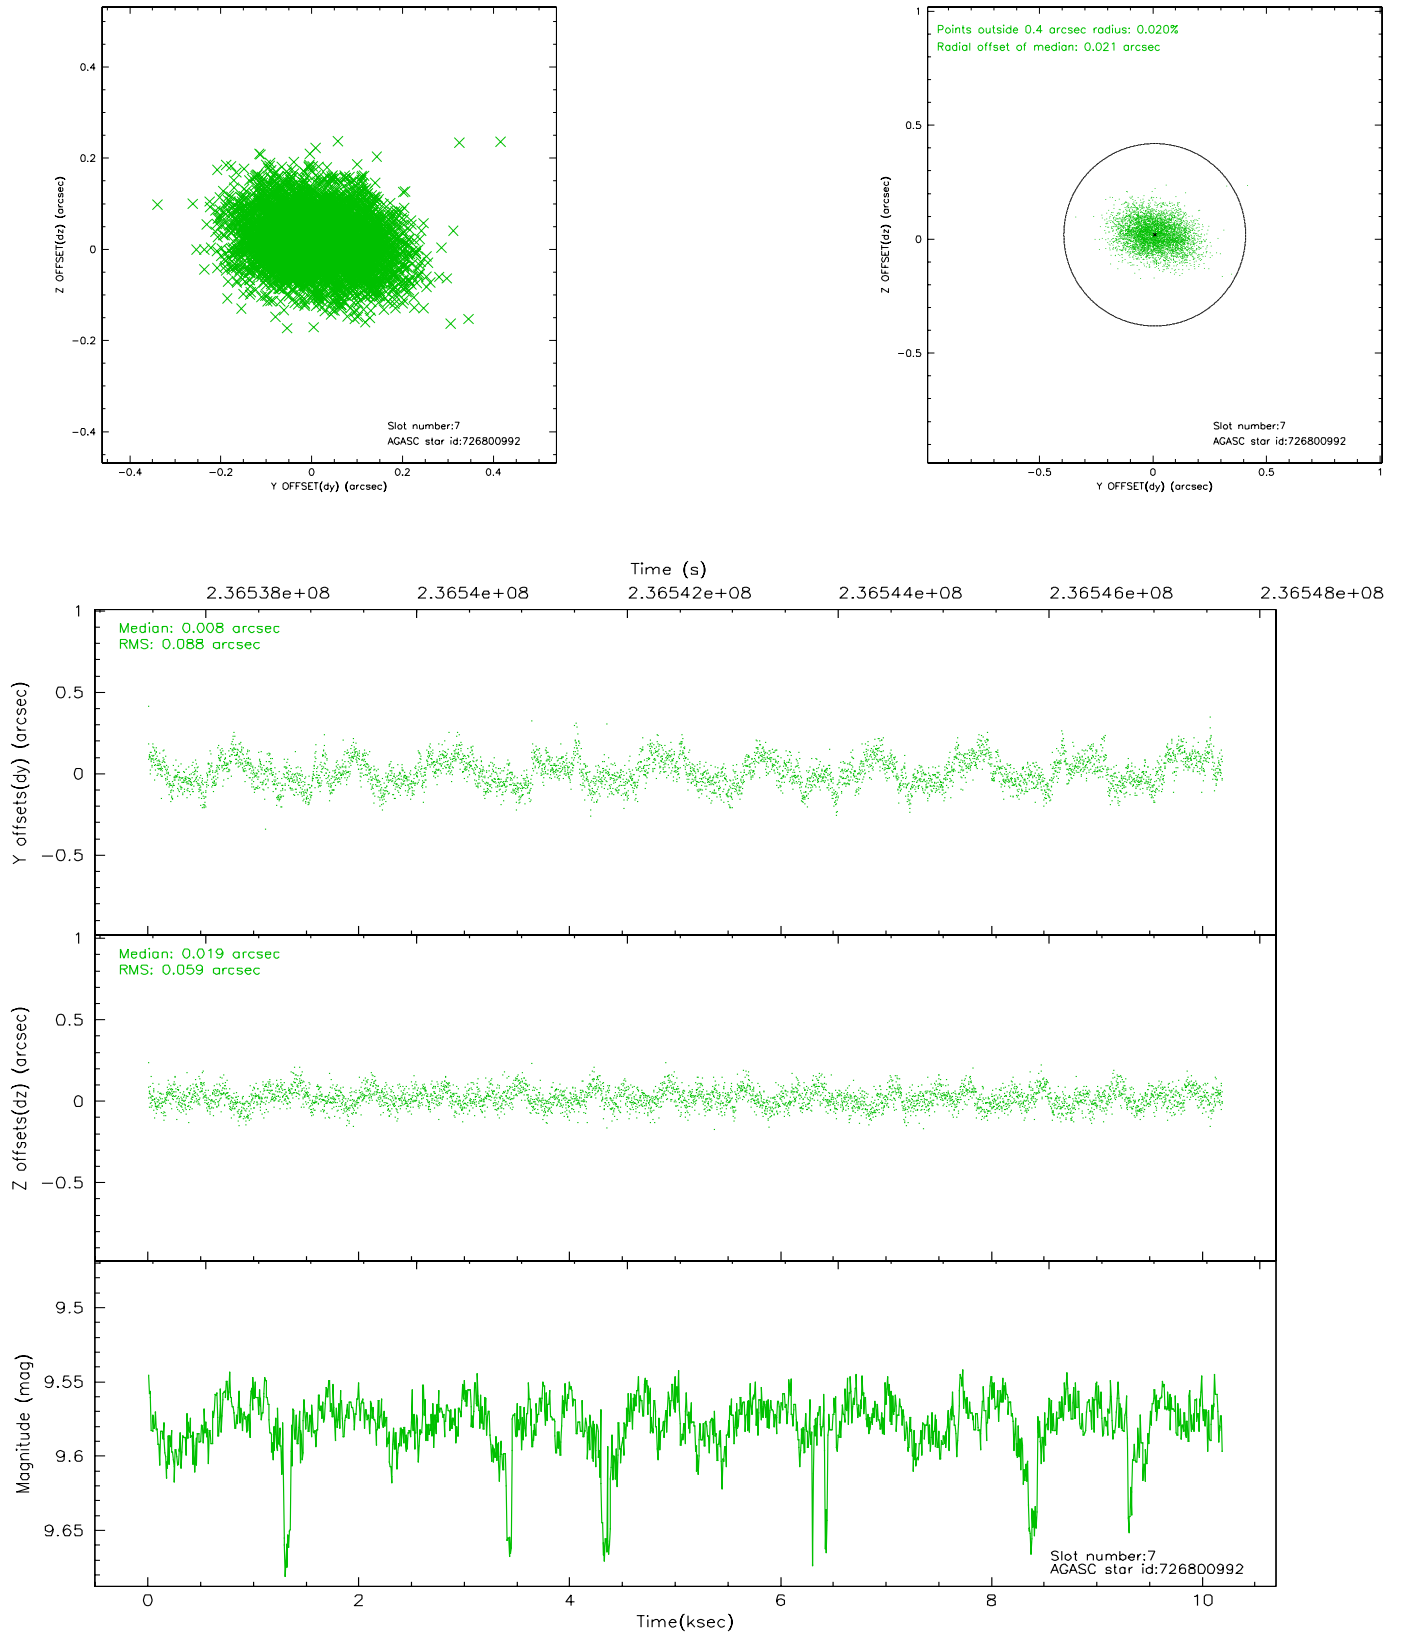 0.4
0.2
0
−0.2
−0.4
Z OFFSET(dz) (arcsec)
Slot number:7
AGASC star id:726800992
−0.4 −0.2 0 0.2 0.4
Y OFFSET(dy) (arcsec)
Points outside 0.4 arcsec radius: 0.020%
Radial offset of median: 0.021 arcsec
1
0.5
0
−0.5
Z OFFSET(dz) (arcsec)
Slot number:7
AGASC star id:726800992
−0.5 0 0.5 1
Y OFFSET(dy) (arcsec)
Time (s)
2.36538e+08 2.3654e+08 2.36542e+08 2.36544e+08 2.36546e+08 2.36548e+08
Median: 0.008 arcsec
RMS: 0.088 arcsec
1
0.5
0
−0.5
Y offsets(dy) (arcsec)
Median: 0.019 arcsec
RMS: 0.059 arcsec
1
0.5
0
−0.5
Z offsets(dz) (arcsec)
9.5
9.55
9.6
9.65
Magnitude (mag)
Slot number:7
AGASC star id:726800992
0 2 4 6 8 10
Time(ksec)